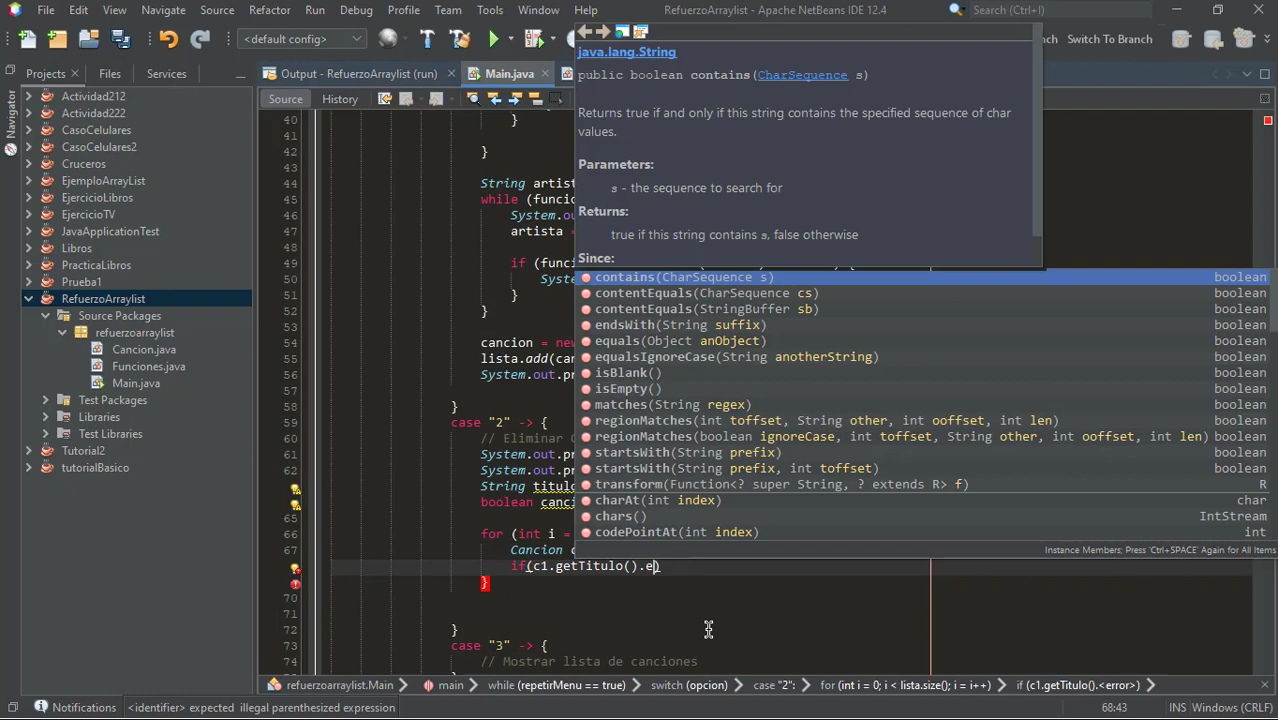 File Edit View Navigate Source Refactor Run Debug Profile Team Tools Window Help RefuerzoArraylist - Apache NetBeans IDE 12.4 Search (Ctrl+I)
<default config> Switch To Branch
Projects Files Services Output - RefuerzoArraylist (run) Main.java
Navigator
Source History
Actividad212
Actividad222
CasoCelulares
CasoCelulares2
Cruceros
EjemploArrayList
EjercicioLibros
EjercicioTV
JavaApplicationTest
Libros
PracticaLibros
Prueba1
RefuerzoArraylist
Source Packages
refuerzoarraylist
Cancion.java
Funciones.java
Main.java
Test Packages
Libraries
Test Libraries
Tutorial2
tutorialBasico
java.lang.String
public boolean contains(CharSequence s)
Returns true if and only if this string contains the specified sequence of char
values.
Parameters:
s - the sequence to search for
Returns:
true if this string contains s, false otherwise
Since:
40 }
41
42 }
43
44 String artist
45 while (funcio
46 System.out
47 artista =
48
49 if (func
50 Syste
51 }
52 }
53
54 cancion = new
55 lista.add(can
56 System.out.pr
57
58 }
59 case "2" -> {
60 // Eliminar
61 System.out.pr
62 System.out.pr
String titulo
boolean canci
65
66 for (int i =
67 Cancion c
if(c1.getTitulo().e)
}
70
71
72 }
73 case "3" -> {
74 // Mostrar lista de canciones
contains(CharSequence s) boolean
contentEquals(CharSequence cs) boolean
contentEquals(StringBuffer sb) boolean
endsWith(String suffix) boolean
equals(Object anObject) boolean
equalsIgnoreCase(String anotherString) boolean
isBlank() boolean
isEmpty() boolean
matches(String regex) boolean
regionMatches(int toffset, String other, int ooffset, int len) boolean
regionMatches(boolean ignoreCase, int toffset, String other, int ooffset, int len) boolean
startsWith(String prefix) boolean
startsWith(String prefix, int toffset) boolean
transform(Function<? super String, ? extends R> f) R
charAt(int index) char
chars() IntStream
codePointAt(int index) int
Instance Members; Press 'Ctrl+SPACE' Again for All Items
refuerzoarraylist.Main main while (repetirMenu == true) switch (opcion) case "2": for (int i = 0; i < lista.size(); i = i++) if (c1.getTitulo().<error>)
Notifications <identifier> expected illegal parenthesized expression 68:43 INS Windows (CRLF)